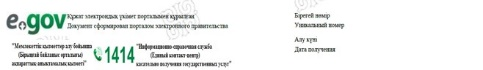 e.gov
Құжат электрондық үкімет порталымен құрылған
Документ сформирован порталом электронного правительства
"Мемлекеттік қызметтер алу бойынша
(Бірыңғай байланыс орталығы)
ақпараттық-анықтамалық қызметі"
1414
"Информационно-справочная служба
(Единый контакт-центр)
касательно получения государственных услуг"
Бірегей нөмір
Уникальный номер
Алу күні
Дата получения